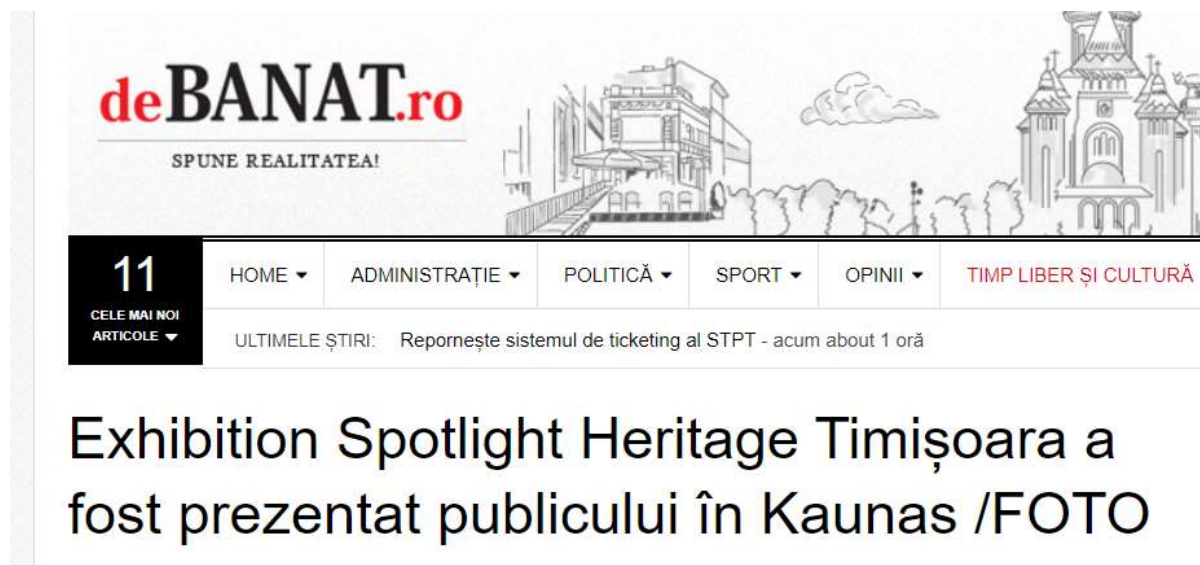 deBANAT.ro
SPUNE REALITATEA!
11
CELE MAI NOI
ARTICOLE
HOME
ADMINISTRAȚIE
POLITICĂ
SPORT
OPINII
TIMP LIBER ȘI CULTURĂ
ULTIMELE ȘTIRI: Repornește sistemul de ticketing al STPT - acum about 1 oră
Exhibition Spotlight Heritage Timișoara a
fost prezentat publicului în Kaunas /FOTO